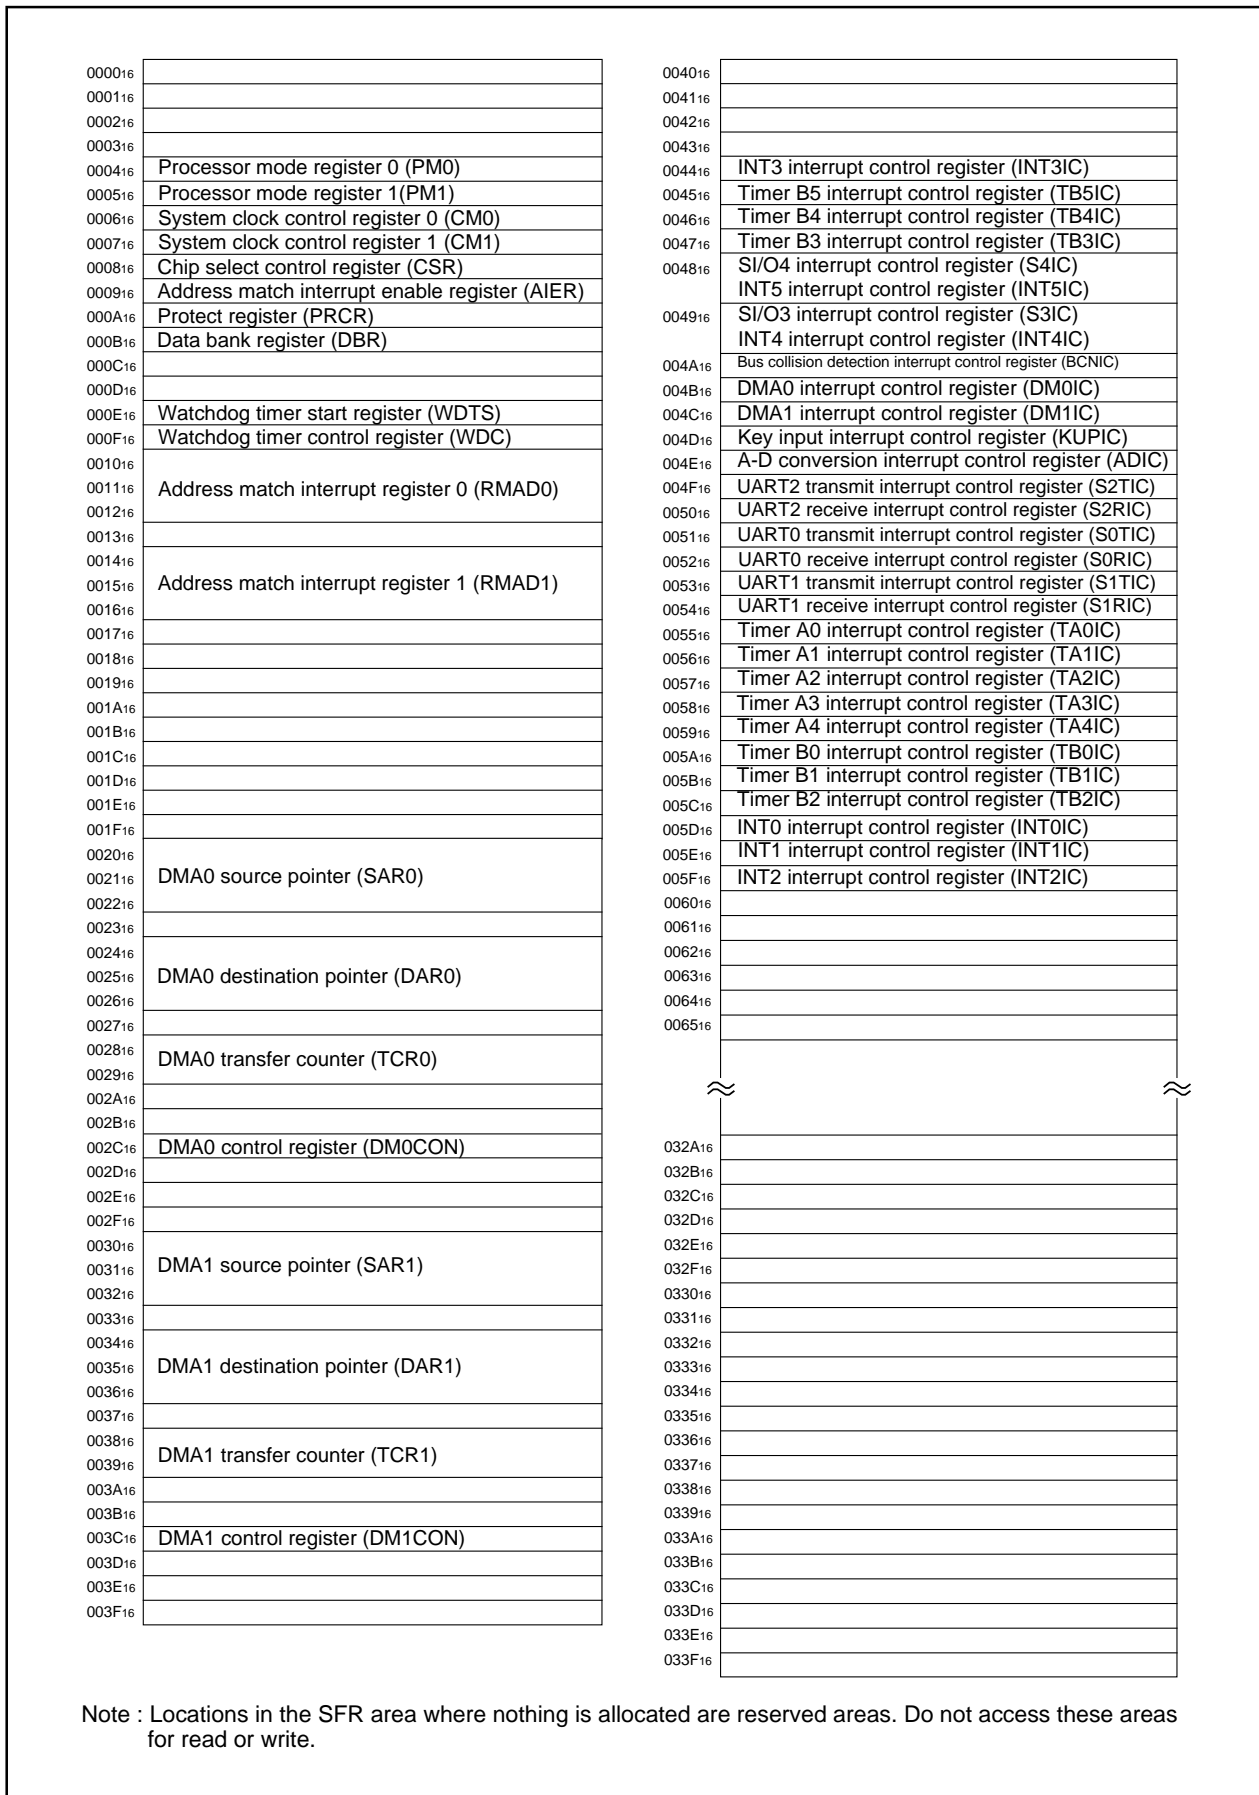 000016
000116
000216
000316
000416 Processor mode register 0 (PM0)
000516 Processor mode register 1(PM1)
000616 System clock control register 0 (CM0)
000716 System clock control register 1 (CM1)
000816 Chip select control register (CSR)
000916 Address match interrupt enable register (AIER)
000A16 Protect register (PRCR)
000B16 Data bank register (DBR)
000C16
000D16
000E16 Watchdog timer start register (WDTS)
000F16 Watchdog timer control register (WDC)
001016
001116 Address match interrupt register 0 (RMAD0)
001216
001316
001416
001516 Address match interrupt register 1 (RMAD1)
001616
001716
001816
001916
001A16
001B16
001C16
001D16
001E16
001F16
002016
002116 DMA0 source pointer (SAR0)
002216
002316
002416
002516 DMA0 destination pointer (DAR0)
002616
002716
002816
DMA0 transfer counter (TCR0)
002916
002A16
002B16
002C16 DMA0 control register (DM0CON)
002D16
002E16
002F16
003016
003116 DMA1 source pointer (SAR1)
003216
003316
003416
003516 DMA1 destination pointer (DAR1)
003616
003716
003816
DMA1 transfer counter (TCR1)
003916
003A16
003B16
003C16 DMA1 control register (DM1CON)
003D16
003E16
003F16
004016
004116
004216
004316
004416 INT3 interrupt control register (INT3IC)
004516 Timer B5 interrupt control register (TB5IC)
004616 Timer B4 interrupt control register (TB4IC)
004716 Timer B3 interrupt control register (TB3IC)
004816 SI/O4 interrupt control register (S4IC)
INT5 interrupt control register (INT5IC)
004916 SI/O3 interrupt control register (S3IC)
INT4 interrupt control register (INT4IC)
004A16 Bus collision detection interrupt control register (BCNIC)
004B16 DMA0 interrupt control register (DM0IC)
004C16 DMA1 interrupt control register (DM1IC)
004D16 Key input interrupt control register (KUPIC)
004E16 A-D conversion interrupt control register (ADIC)
004F16 UART2 transmit interrupt control register (S2TIC)
005016 UART2 receive interrupt control register (S2RIC)
005116 UART0 transmit interrupt control register (S0TIC)
005216 UART0 receive interrupt control register (S0RIC)
005316 UART1 transmit interrupt control register (S1TIC)
005416 UART1 receive interrupt control register (S1RIC)
005516 Timer A0 interrupt control register (TA0IC)
005616 Timer A1 interrupt control register (TA1IC)
005716 Timer A2 interrupt control register (TA2IC)
005816 Timer A3 interrupt control register (TA3IC)
005916 Timer A4 interrupt control register (TA4IC)
005A16 Timer B0 interrupt control register (TB0IC)
005B16 Timer B1 interrupt control register (TB1IC)
005C16 Timer B2 interrupt control register (TB2IC)
005D16 INT0 interrupt control register (INT0IC)
005E16 INT1 interrupt control register (INT1IC)
005F16 INT2 interrupt control register (INT2IC)
006016
006116
006216
006316
006416
006516
032A16
032B16
032C16
032D16
032E16
032F16
033016
033116
033216
033316
033416
033516
033616
033716
033816
033916
033A16
033B16
033C16
033D16
033E16
033F16
Note : Locations in the SFR area where nothing is allocated are reserved areas. Do not access these areas
for read or write.